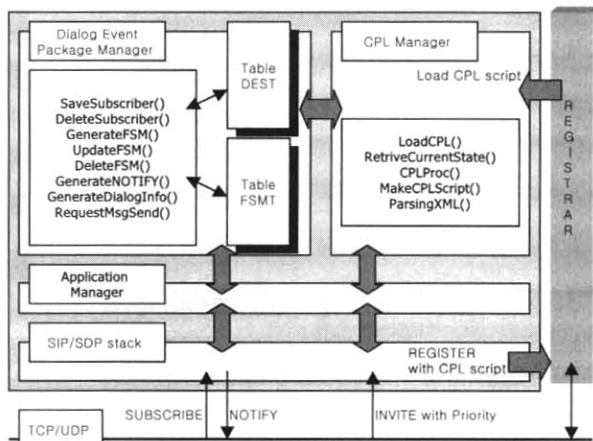 Dialog Event
Package Manager
Table
DEST
CPL Manager
Load CPL script
SaveSubscriber()
DeleteSubscriber()
GenerateFSM()
UpdateFSM()
DeleteFSM()
GenerateNOTIFY()
GenerateDialogInfo()
RequestMsgSend()
Table
FSMT
LoadCPL()
RetriveCurrentState()
CPLProc()
MakeCPLScript()
ParsingXML()
REGISTRAR
Application
Manager
SIP/SDP stack
REGISTER
with CPL script
SUBSCRIBE
NOTIFY
INVITE with Priority
TCP/UDP